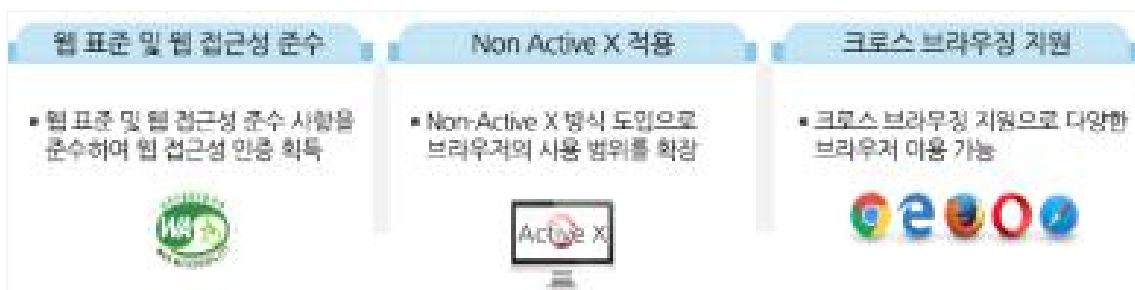 웹 표준 및 웹 접근성 준수
▪ 웹 표준 및 웹 접근성 준수 사항을
준수하며 웹 접근성 인증 획득
WA
Non Active X 적용
▪ Non-Active X 방식 도입으로
브라우저의 사용 범위를 확장
Active X
크로스 브라우징 지원
▪ 크로스 브라우징 지원으로 다양한
브라우저 이용 가능